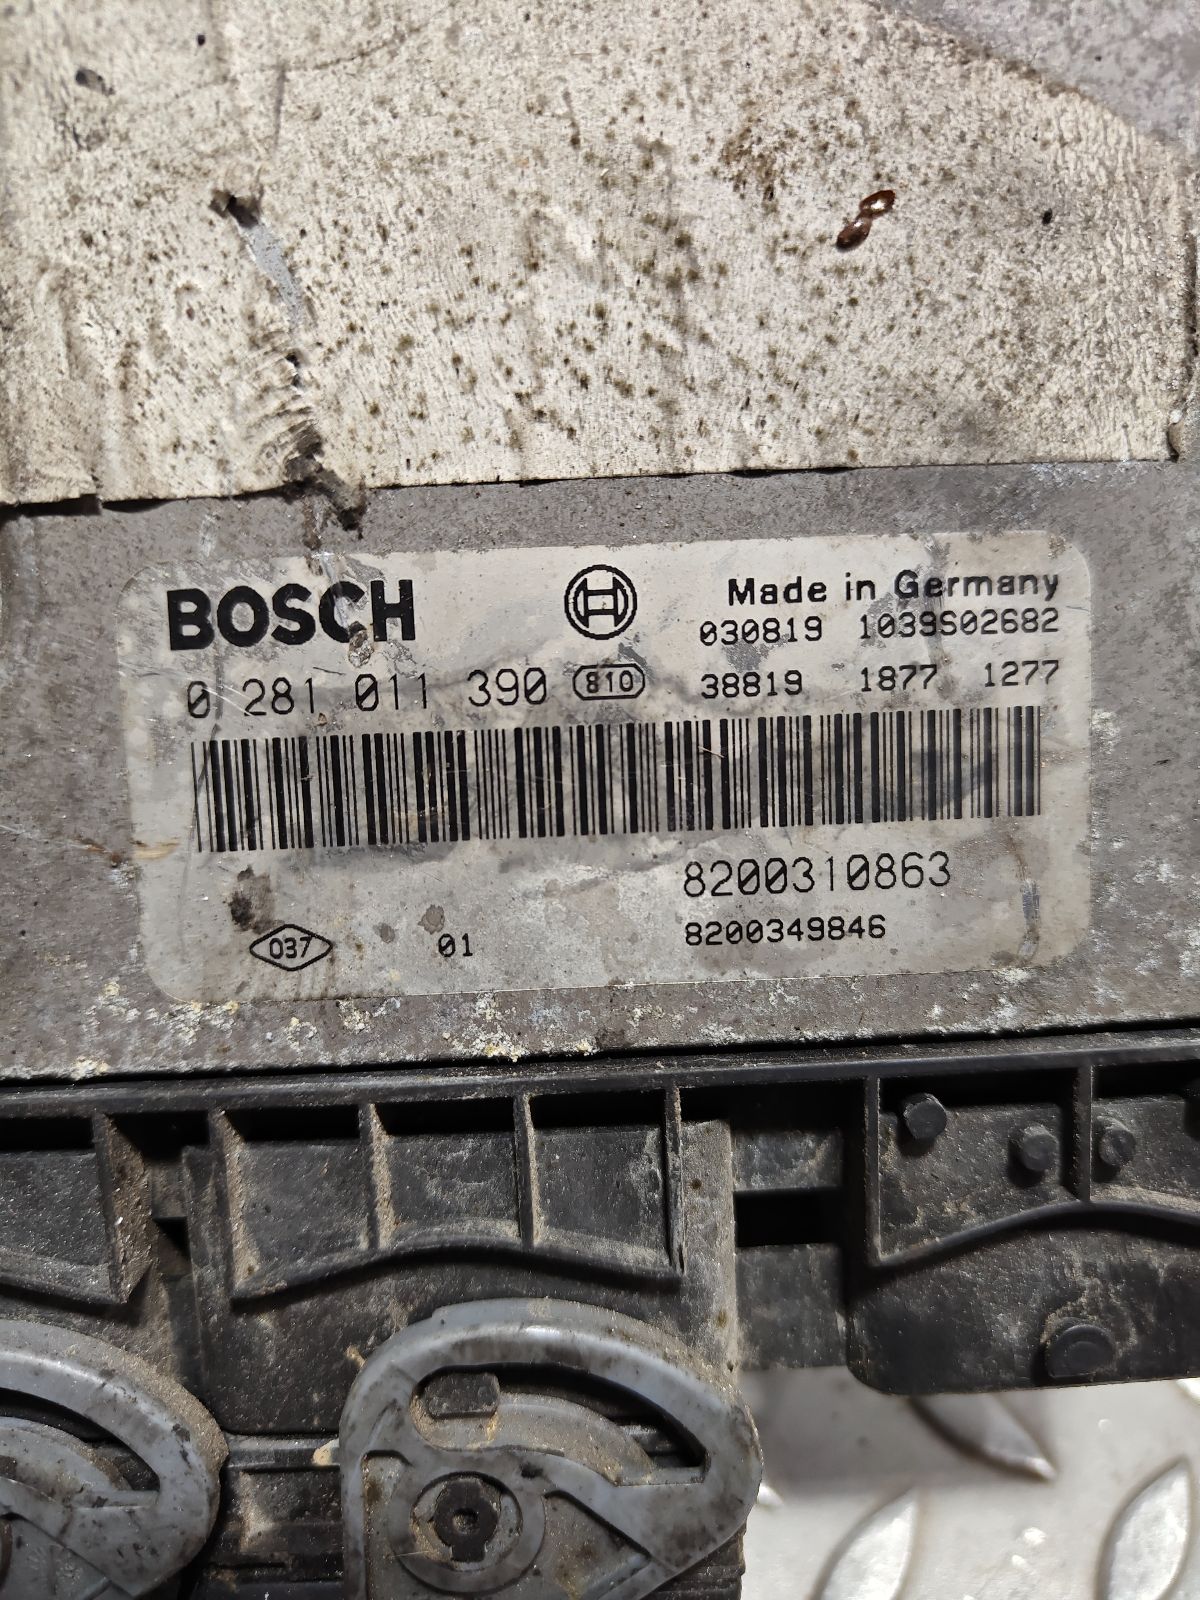 BOSCH
Made in Germany
030819 1039S02682
0 281 011 390 810 38819 1877 1277
8200310863
037 01 8200349846